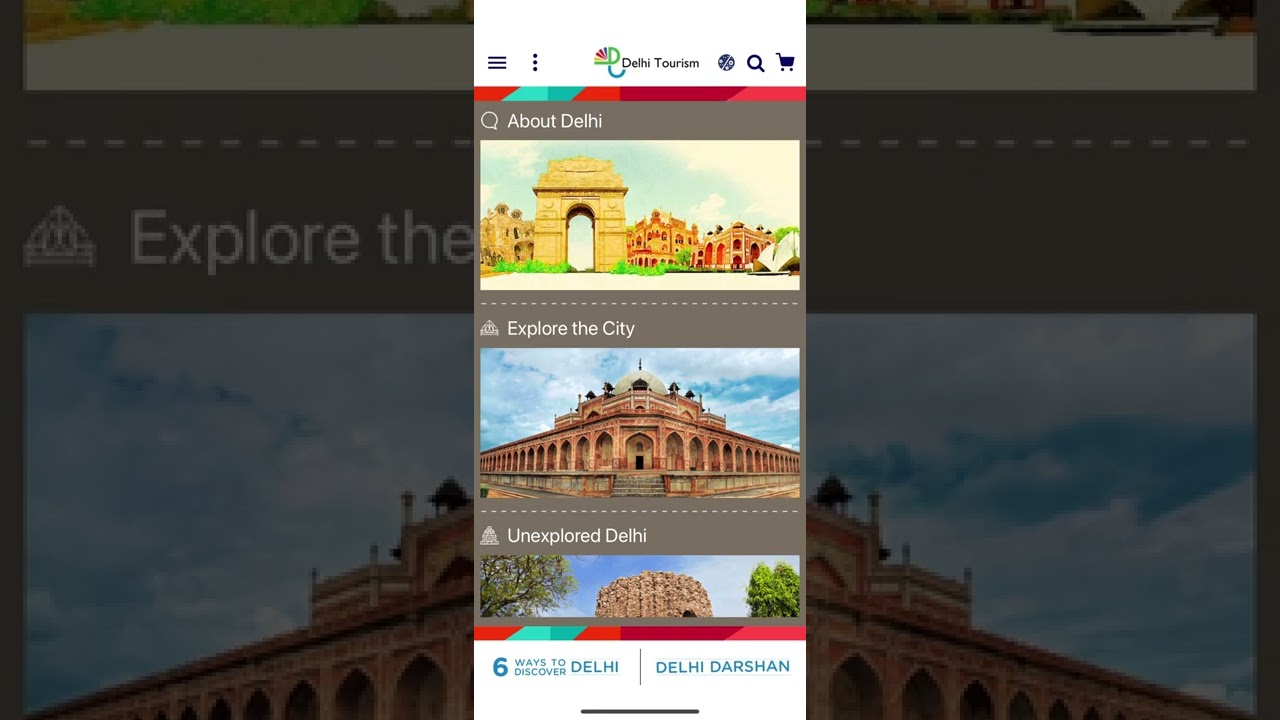 Delhi Tourism
About Delhi
Explore the
Explore the City
Unexplored Delhi
6 WAYS TO DISCOVER DELHI
DELHI DARSHAN